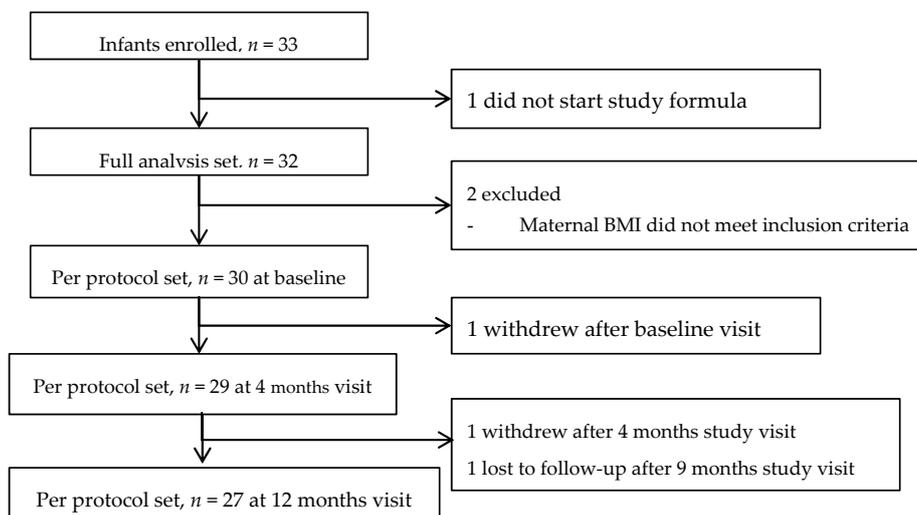 Infants enrolled, n = 33
1 did not start study formula
Full analysis set. n = 32
2 excluded
- Maternal BMI did not meet inclusion criteria
Per protocol set, n = 30 at baseline
1 withdrew after baseline visit
Per protocol set, n = 29 at 4 months visit
1 withdrew after 4 months study visit
1 lost to follow-up after 9 months study visit
Per protocol set, n = 27 at 12 months visit